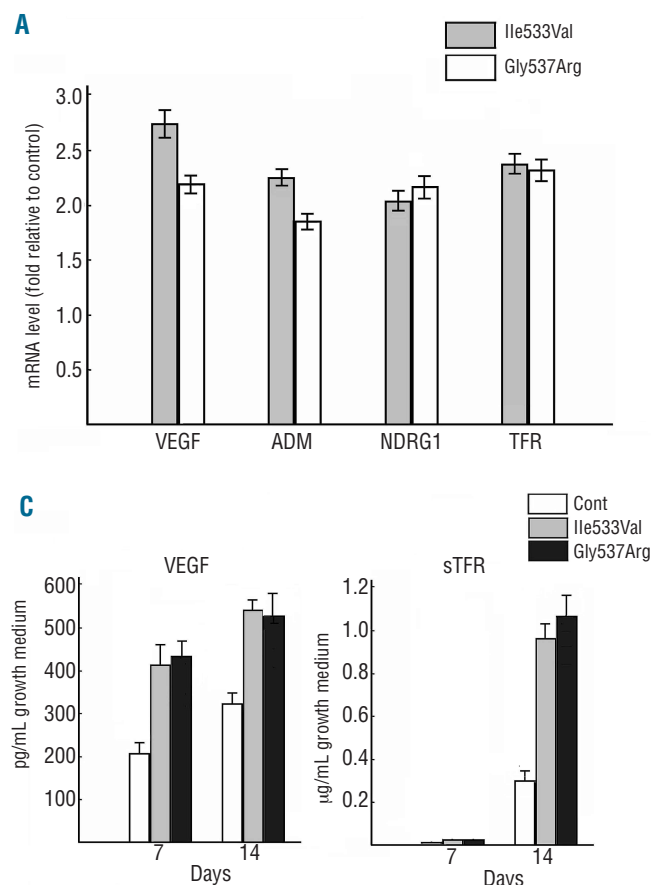 A
Ile533Val
Gly537Arg
mRNA level (fold relative to control)
3.0
2.5
2.0
1.5
1.0
0.5
VEGF ADM NDRG1 TFR
C
Cont
Ile533Val
Gly537Arg
VEGF
pg/mL growth medium
600
500
400
300
200
100
7 14
Days
sTFR
µg/mL growth medium
1.2
1.0
0.8
0.6
0.4
0.2
7 14
Days